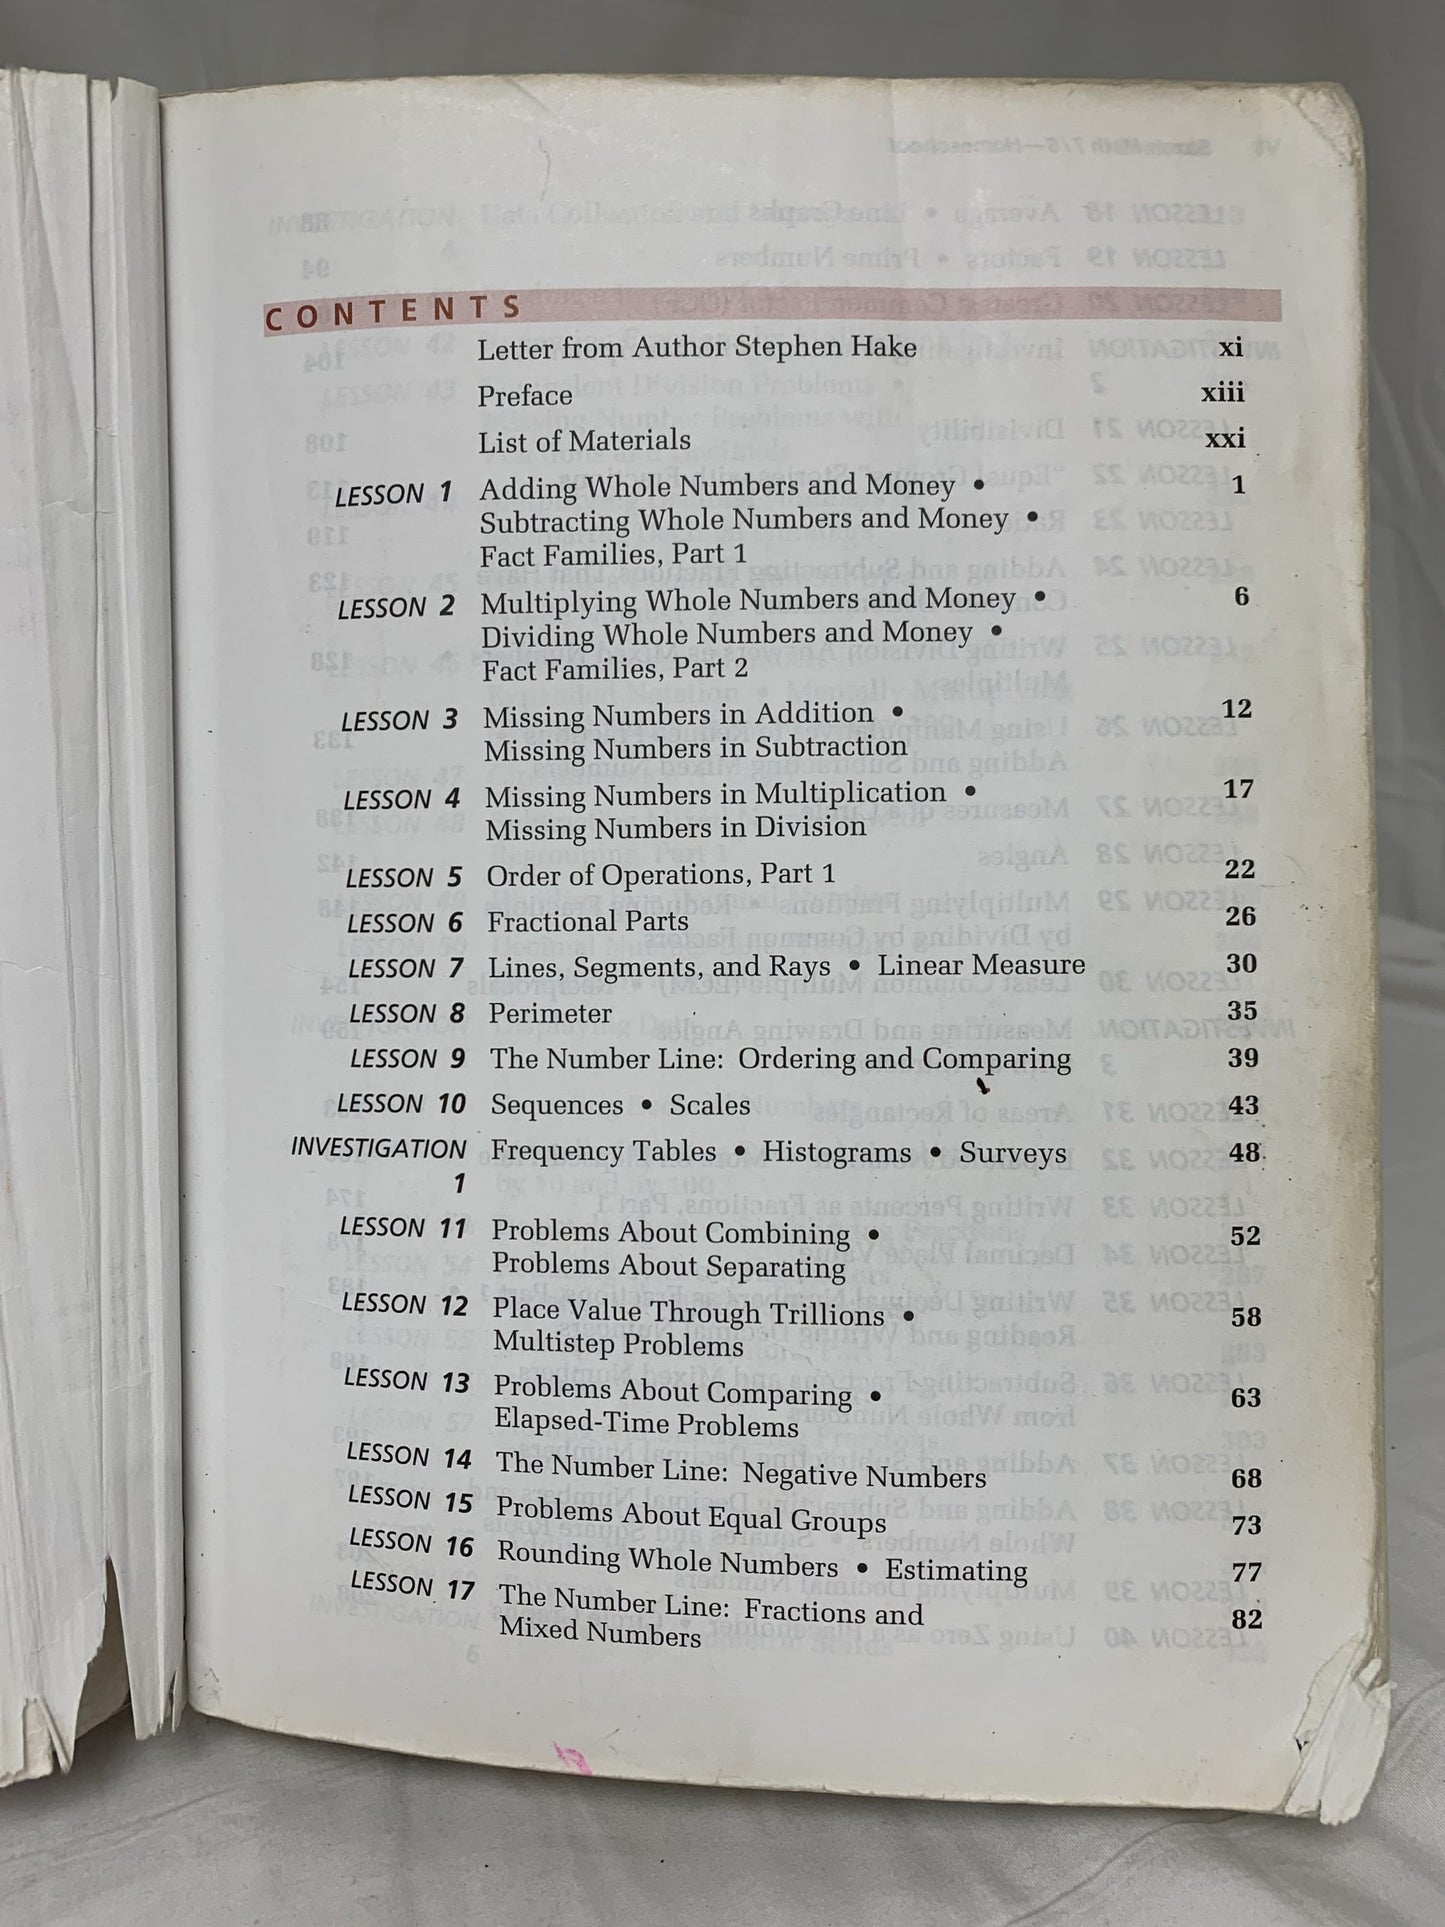 CONTENTS
Letter from Author Stephen Hake xi
Preface xiii
List of Materials xxi
LESSON 1 Adding Whole Numbers and Money • 1
Subtracting Whole Numbers and Money •
Fact Families, Part 1
LESSON 2 Multiplying Whole Numbers and Money • 6
Dividing Whole Numbers and Money •
Fact Families, Part 2
LESSON 3 Missing Numbers in Addition • 12
Missing Numbers in Subtraction
LESSON 4 Missing Numbers in Multiplication • 17
Missing Numbers in Division
LESSON 5 Order of Operations, Part 1 22
LESSON 6 Fractional Parts 26
LESSON 7 Lines, Segments, and Rays • Linear Measure 30
LESSON 8 Perimeter 35
LESSON 9 The Number Line: Ordering and Comparing 39
LESSON 10 Sequences • Scales 43
INVESTIGATION Frequency Tables • Histograms • Surveys 48
1
LESSON 11 Problems About Combining • 52
Problems About Separating
LESSON 12 Place Value Through Trillions • 58
Multistep Problems
LESSON 13 Problems About Comparing • 63
Elapsed-Time Problems
LESSON 14 The Number Line: Negative Numbers 68
LESSON 15 Problems About Equal Groups 73
LESSON 16 Rounding Whole Numbers • Estimating 77
LESSON 17 The Number Line: Fractions and 82
Mixed Numbers